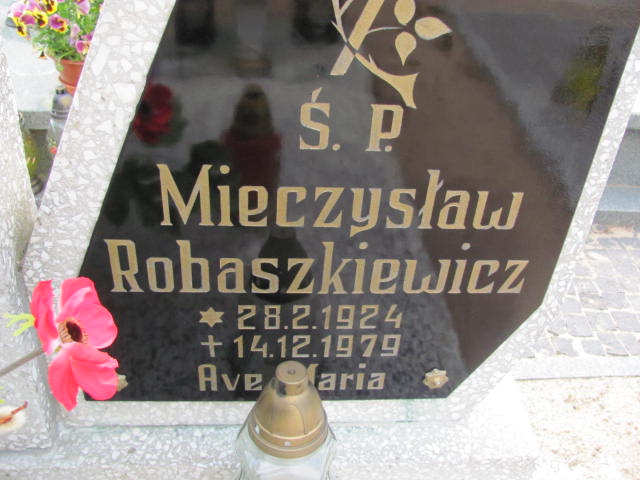 Ś. P.
Mieczysław
Robaszkiewicz
* 28.2.1924
+ 14.12.1979
Ave Maria